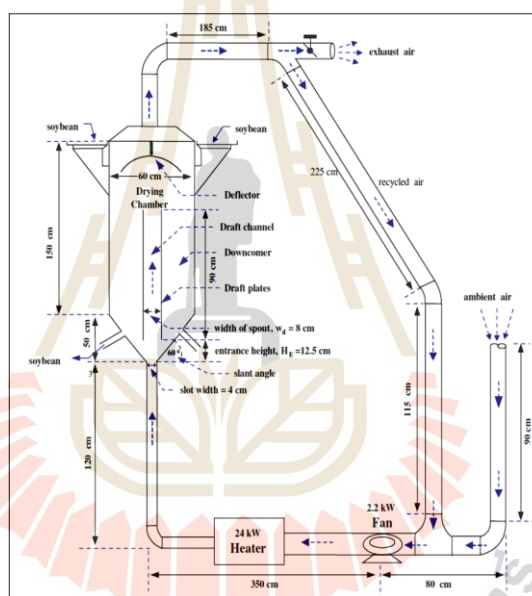 185 cm
exhaust air
soybean
soybean
60 cm
Drying
Chamber
Deflector
225 cm
recycled air
Draft channel
150 cm
Downcomer
90 cm
Draft plates
ambient air
width of spout, w_d = 8 cm
50 cm
entrance height, H_E =12.5 cm
60°
soybean
slant angle
slot width = 4 cm
115 cm
90 cm
120 cm
2.2 kW
Fan
24 kW
Heater
350 cm
80 cm